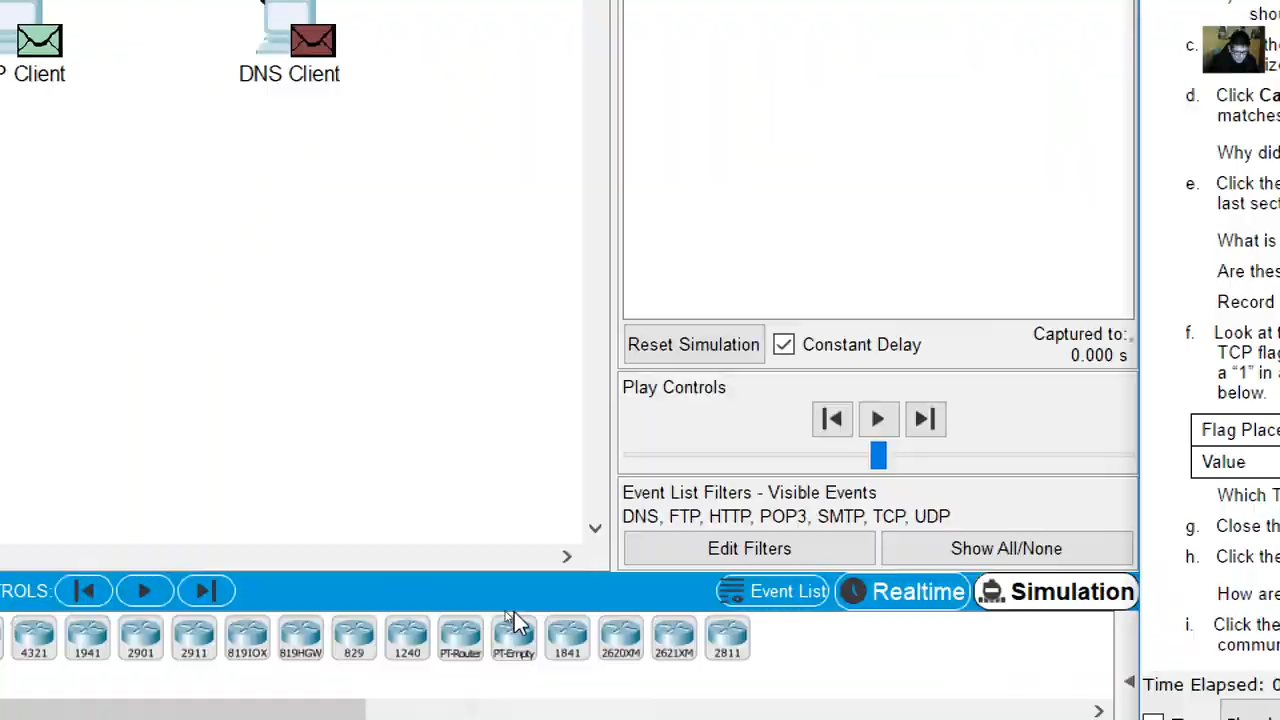 P Client
DNS Client
Reset Simulation
Constant Delay
Captured to:
0.000 s
Play Controls
Event List Filters - Visible Events
DNS, FTP, HTTP, POP3, SMTP, TCP, UDP
Edit Filters
Show All/None
ROLS:
Event List
Realtime
Simulation
4321
1941
2901
2911
819IOX
819HGW
829
1240
PT-Router
PT-Empty
1841
2620XM
2621XM
2811
c.
d. Click Ca
matches
Why did
e. Click the
last sect
What is
Are thes
Record
f. Look at t
TCP flag
a “1” in a
below.
Flag Place
Value
Which T
g. Close th
h. Click the
How are
i. Click the
commun
Time Elapsed: 0